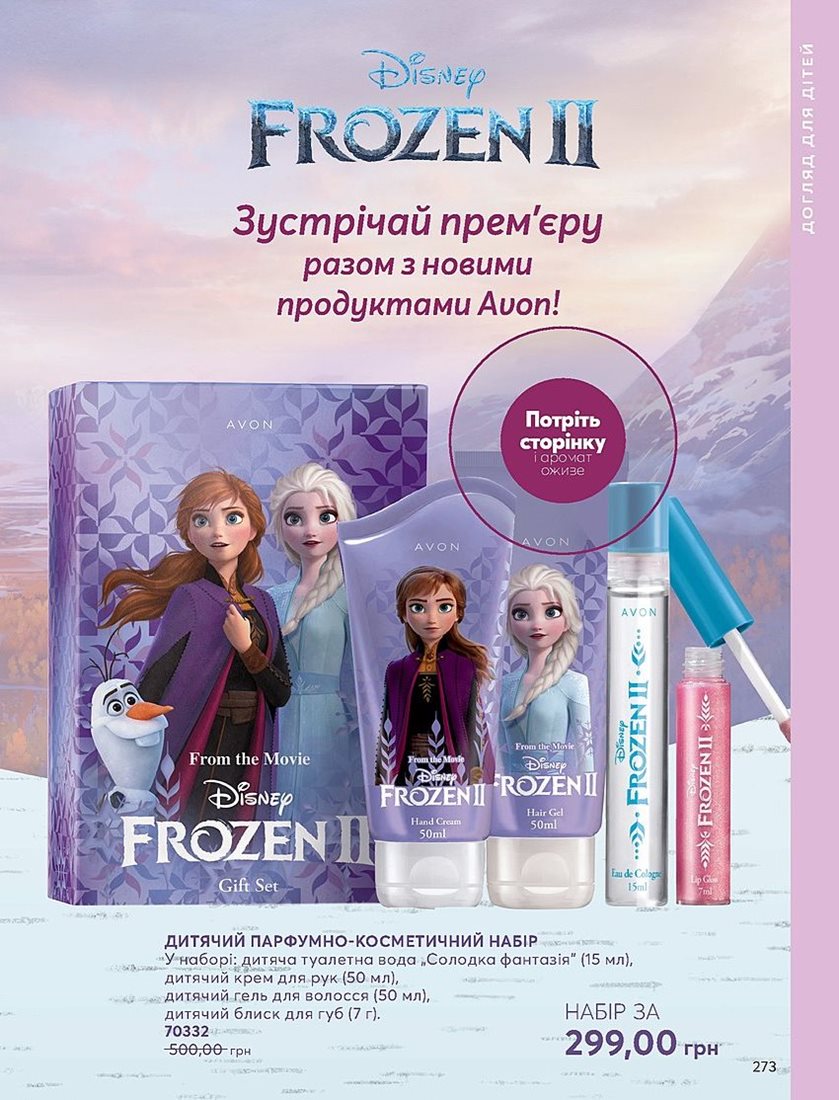 ДОГЛЯД ДЛЯ ДІТЕЙ
Disney
FROZEN II
Зустрічай прем’єру
разом з новими
продуктами Avon!
Потріть
сторінку
і аромат
оживе
AVON
From the Movie
Disney
FROZEN II
Gift Set
AVON
From the Movie
Disney
FROZEN II
Hand Cream
50ml
AVON
From the Movie
Disney
FROZEN II
Hair Gel
50ml
AVON
Disney
FROZEN II
Eau de Cologne
15ml
Disney
FROZEN II
Lip Gloss
7ml
ДИТЯЧИЙ ПАРФУМНО-КОСМЕТИЧНИЙ НАБІР
У наборі: дитяча туалетна вода „Солодка фантазія” (15 мл),
дитячий крем для рук (50 мл),
дитячий гель для волосся (50 мл),
дитячий блиск для губ (7 г).
70332
500,00 грн
НАБІР ЗА
299,00 грн
273